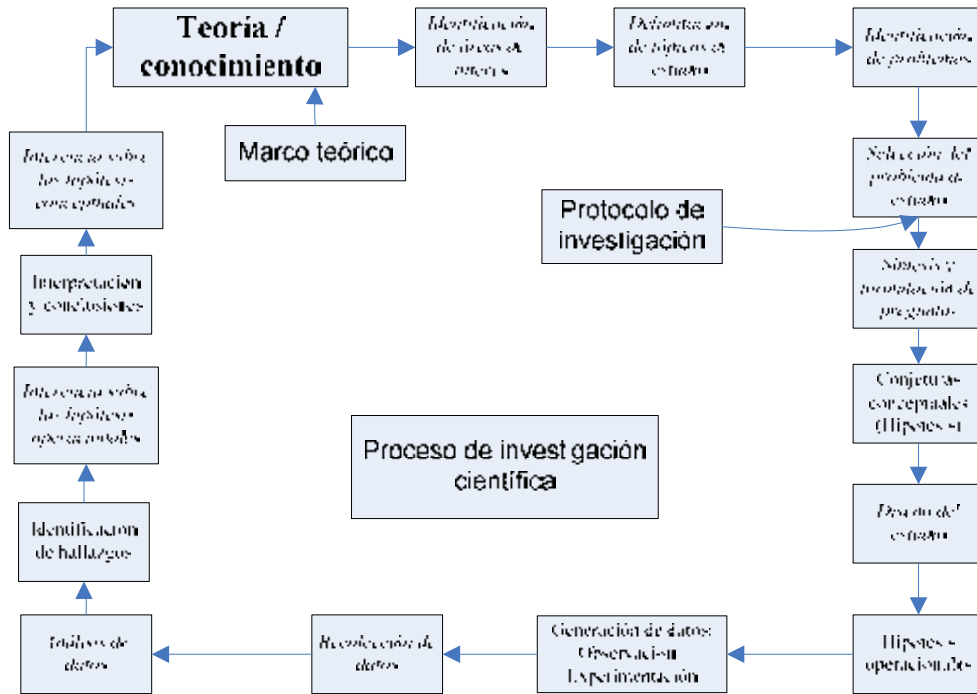 Teoría /
conocimiento
Identificación
de áreas de
interés
Delimitación
de tópicos de
estudio
Identificación
de problemas
Marco teórico
Selección del
problema de
estudio
Protocolo de
investigación
Síntesis y
formulación de
preguntas
Conjeturas
conceptuales
(Hipótesis)
Diseño del
estudio
Hipótesis
operacionales
Generación de datos:
Observación
Experimentación
Recolección de
datos
Análisis de
datos
Identificación
de hallazgos
Inferencia sobre
las hipótesis
operacionales
Interpretación
y conclusiones
Inferencia sobre
las hipótesis
conceptuales
Proceso de investigación
científica